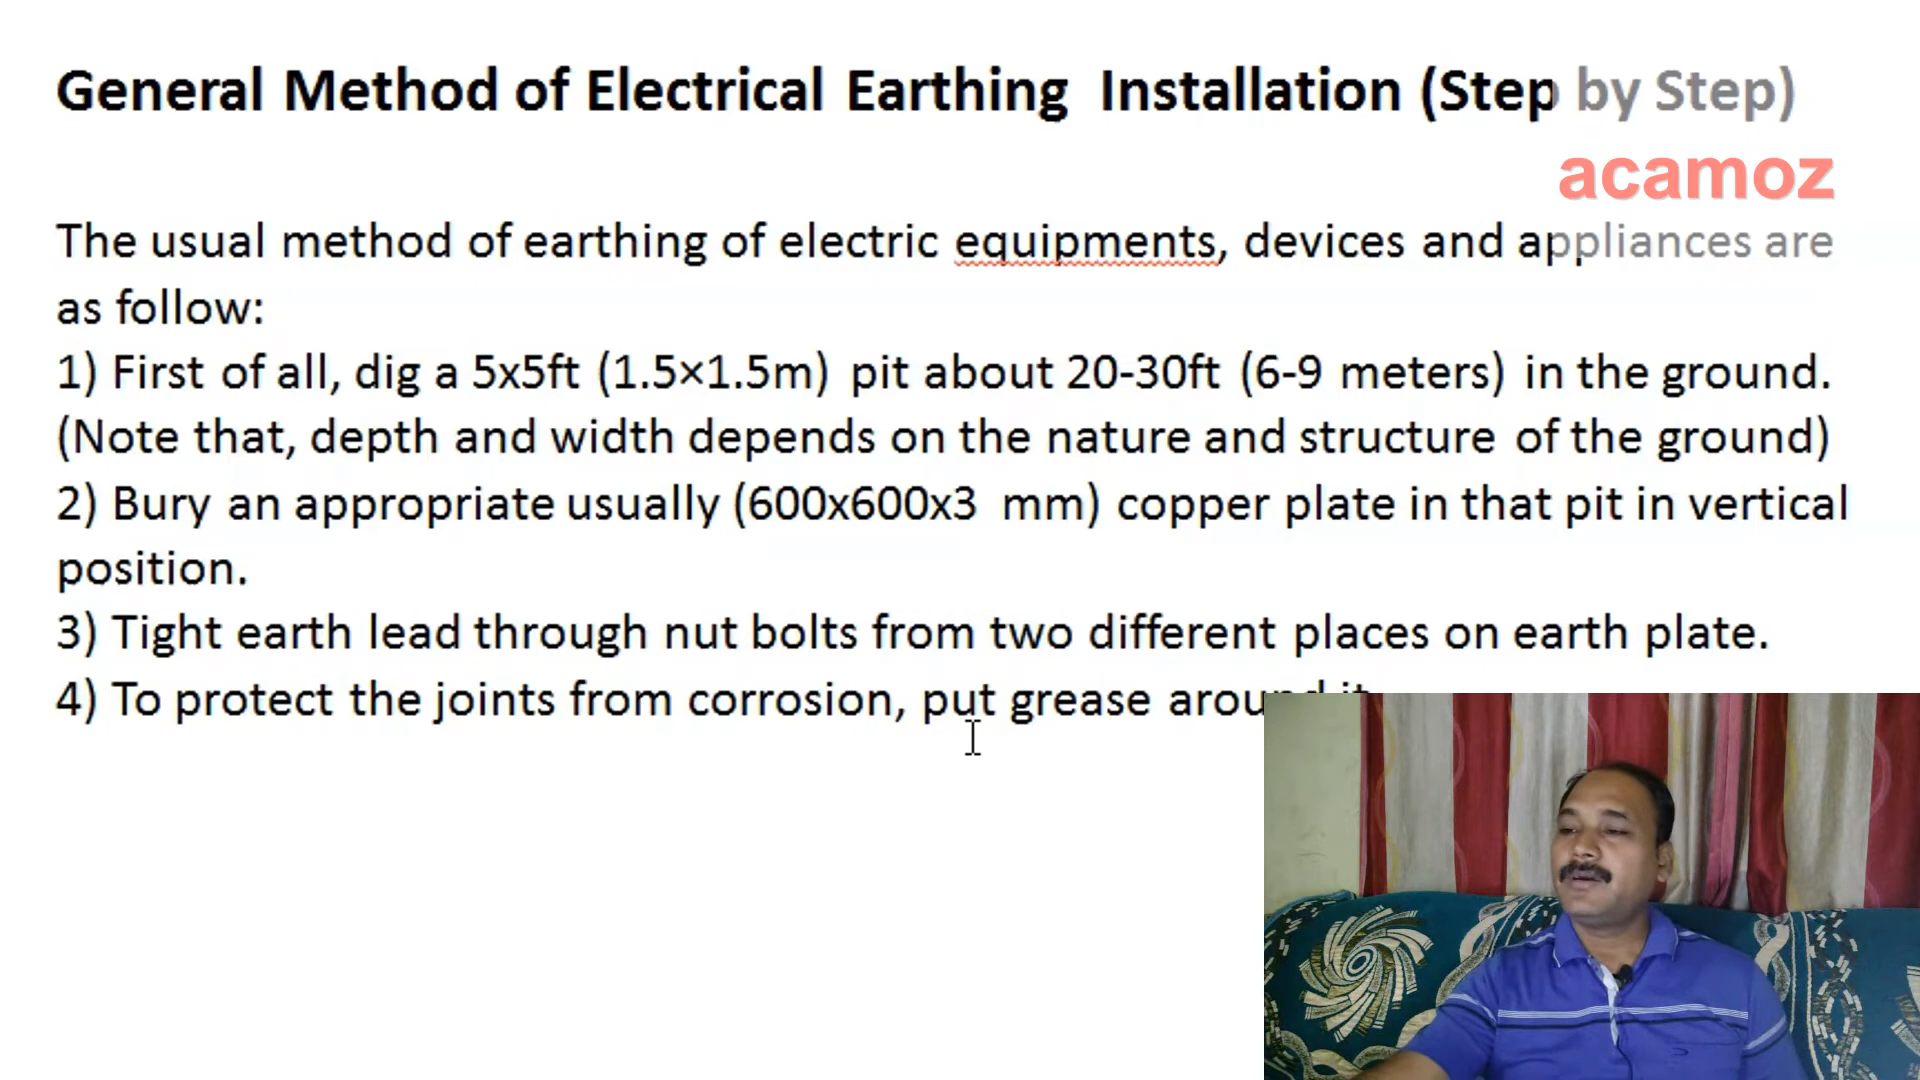 General Method of Electrical Earthing Installation (Step by Step)
acamoz
The usual method of earthing of electric equipments, devices and appliances are
as follow:
1) First of all, dig a 5x5ft (1.5×1.5m) pit about 20-30ft (6-9 meters) in the ground.
(Note that, depth and width depends on the nature and structure of the ground)
2) Bury an appropriate usually (600x600x3 mm) copper plate in that pit in vertical
position.
3) Tight earth lead through nut bolts from two different places on earth plate.
4) To protect the joints from corrosion, put grease around it